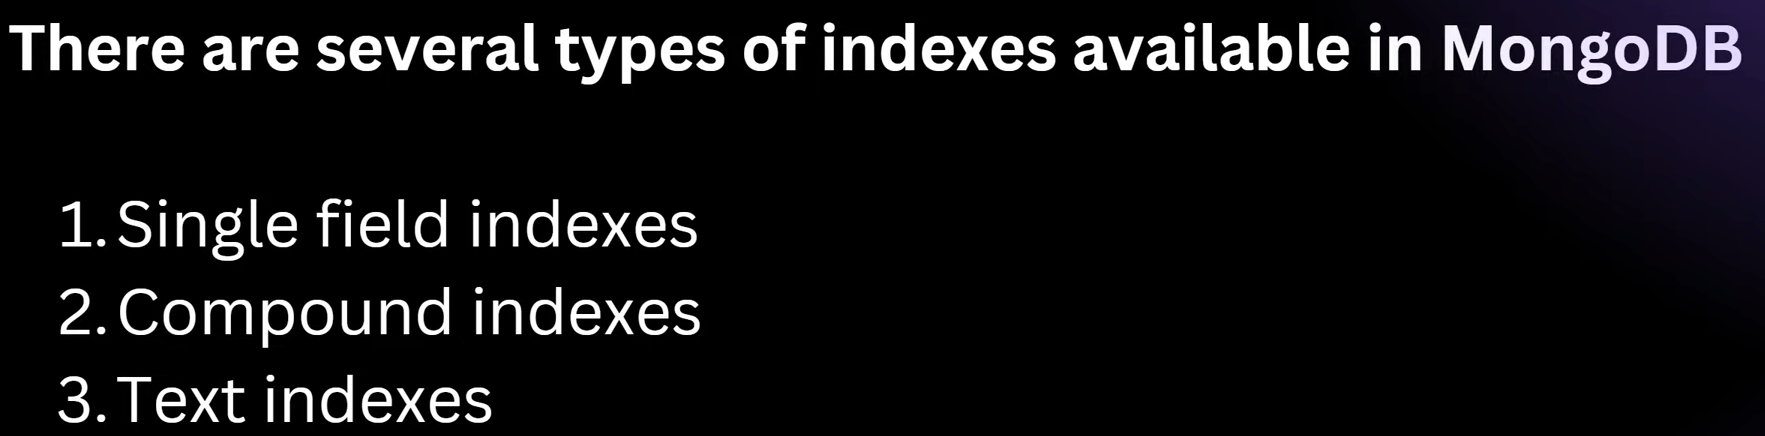 There are several types of indexes available in MongoDB
1. Single field indexes
2. Compound indexes
3. Text indexes